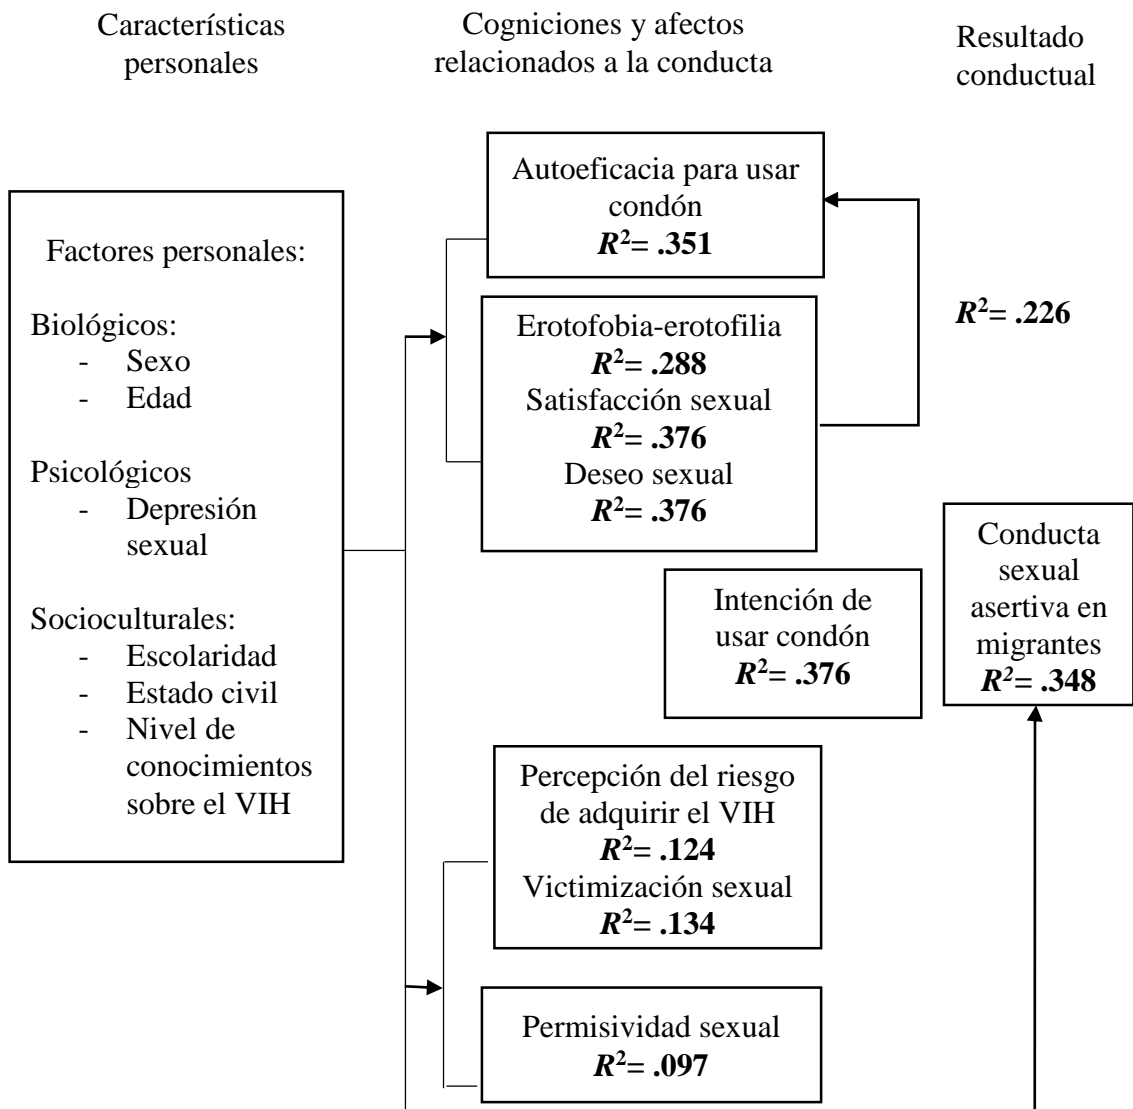 Características
personales
Cogniciones y afectos
relacionados a la conducta
Resultado
conductual
Factores personales:
Biológicos:
- Sexo
- Edad
Psicológicos
- Depresión
sexual
Socioculturales:
- Escolaridad
- Estado civil
- Nivel de
conocimientos
sobre el VIH
Autoeficacia para usar
condón
R²= .351
Erotofobia-erotofilia
R²= .288
Satisfacción sexual
R²= .376
Deseo sexual
R²= .376
R²= .226
Intención de
usar condón
R²= .376
Conducta
sexual
asertiva en
migrantes
R²= .348
Percepción del riesgo
de adquirir el VIH
R²= .124
Victimización sexual
R²= .134
Permisividad sexual
R²= .097